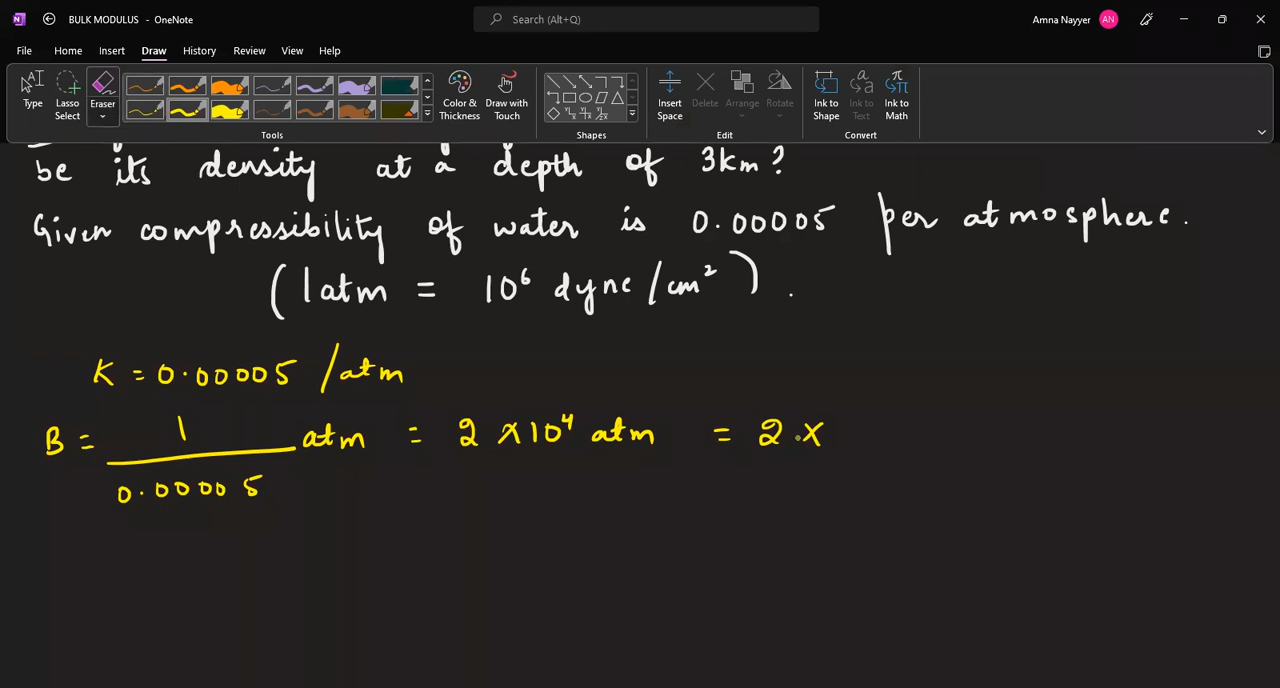 BULK MODULUS - OneNote
Search (Alt+Q)
Amna Nayyer AN
File Home Insert Draw History Review View Help
Type Lasso Select Eraser Color & Thickness Draw with Touch Insert Space Delete Arrange Rotate Ink to Shape Ink to Text Ink to Math
Tools Shapes Edit Convert
be its density at a depth of 3km?
Given compressibility of water is 0.00005 per atmosphere.
(1atm = 10⁶ dyne/cm²).
K = 0.00005 /atm
B = 1 / 0.00005 atm = 2 × 10⁴ atm = 2 ×